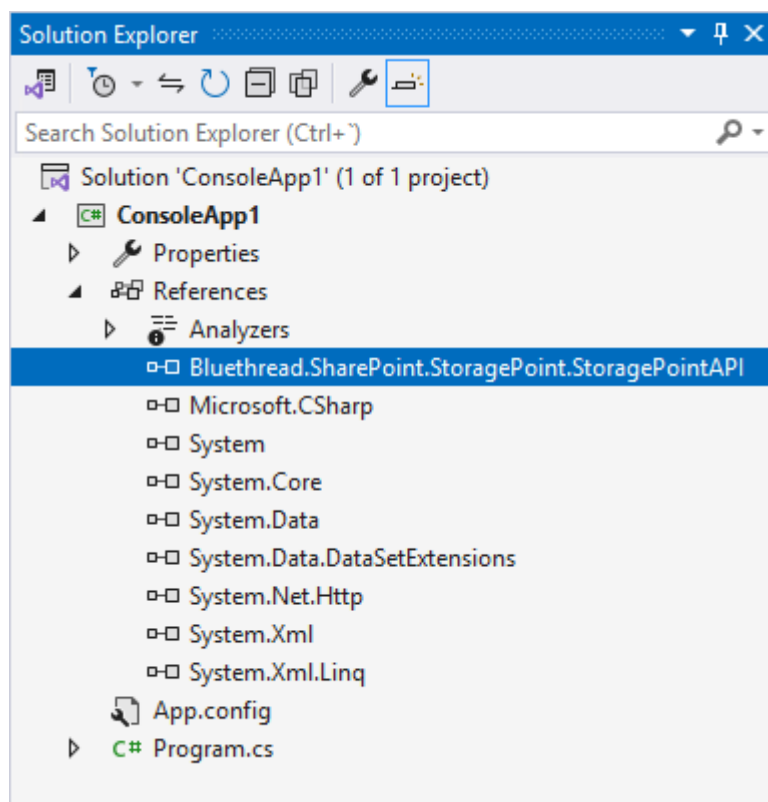 Solution Explorer
Search Solution Explorer (Ctrl+`)
Solution 'ConsoleApp1' (1 of 1 project)
C# ConsoleApp1
Properties
References
Analyzers
Bluethread.SharePoint.StoragePoint.StoragePointAPI
Microsoft.CSharp
System
System.Core
System.Data
System.Data.DataSetExtensions
System.Net.Http
System.Xml
System.Xml.Linq
App.config
C# Program.cs